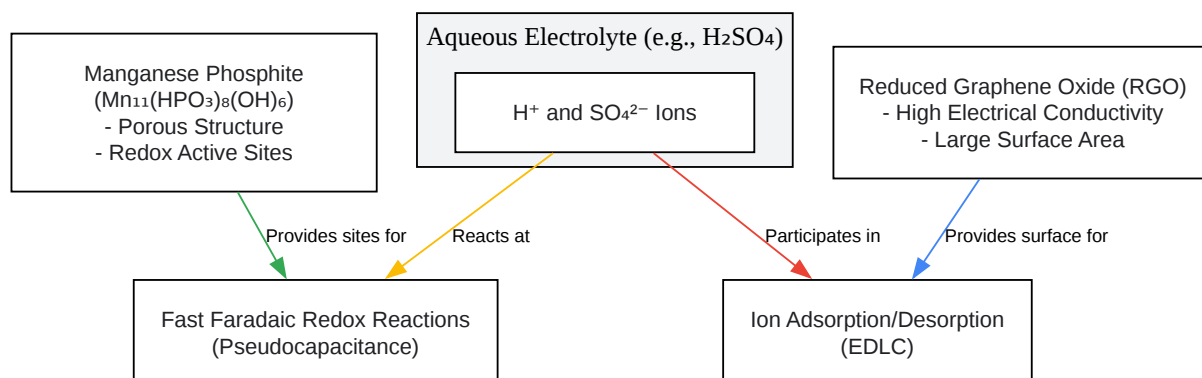 Manganese Phosphite
(Mn₁₁(HPO₃)₈(OH)₆)
- Porous Structure
- Redox Active Sites
Aqueous Electrolyte (e.g., H₂SO₄)
H⁺ and SO₄²⁻ Ions
Reduced Graphene Oxide (RGO)
- High Electrical Conductivity
- Large Surface Area
Provides sites for
Reacts at
Participates in
Provides surface for
Fast Faradaic Redox Reactions
(Pseudocapacitance)
Ion Adsorption/Desorption
(EDLC)